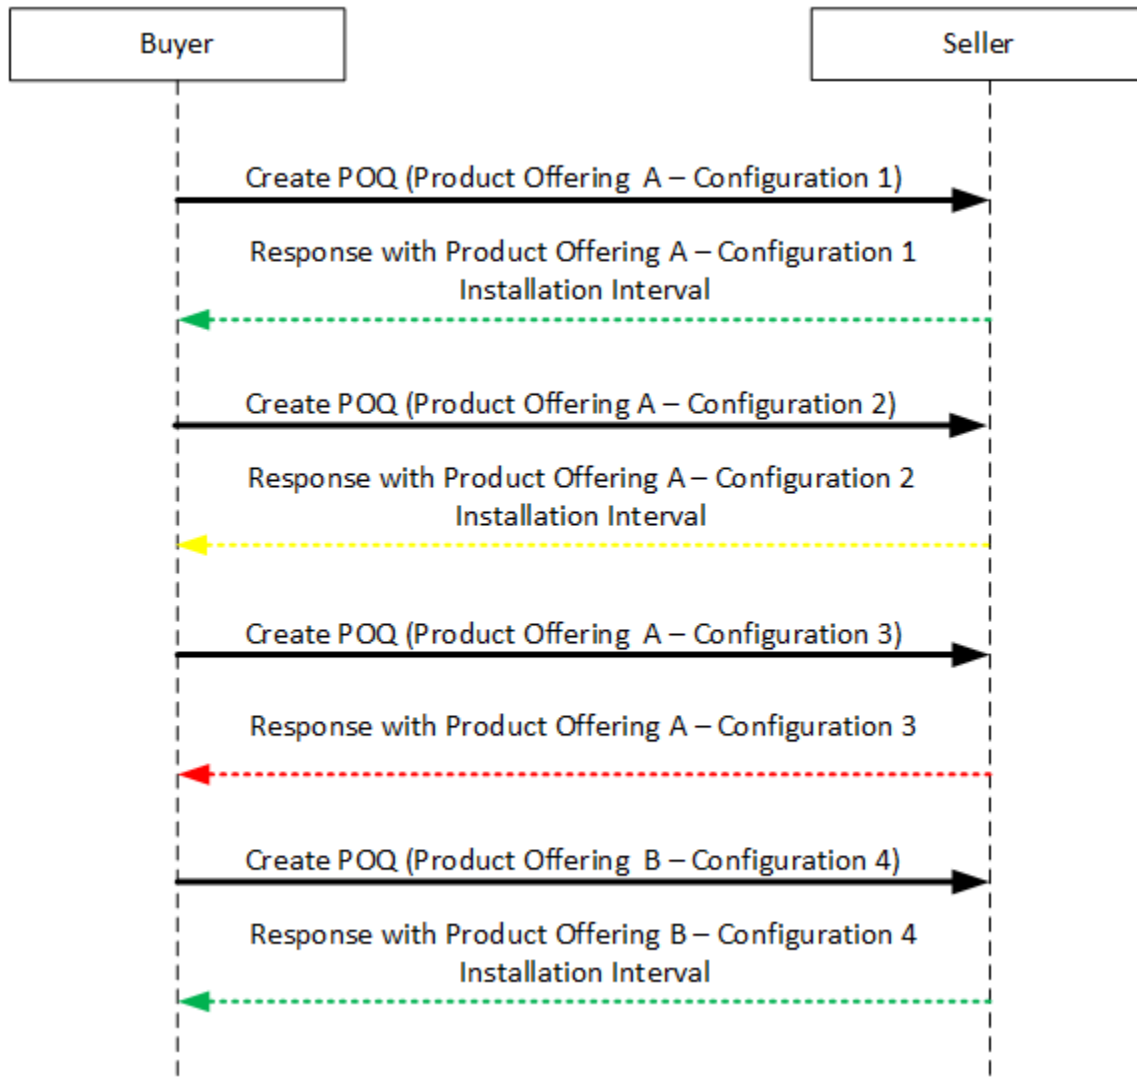 Buyer
Seller
Create POQ (Product Offering A – Configuration 1)
Response with Product Offering A – Configuration 1
Installation Interval
Create POQ (Product Offering A – Configuration 2)
Response with Product Offering A – Configuration 2
Installation Interval
Create POQ (Product Offering A – Configuration 3)
Response with Product Offering A – Configuration 3
Create POQ (Product Offering B – Configuration 4)
Response with Product Offering B – Configuration 4
Installation Interval